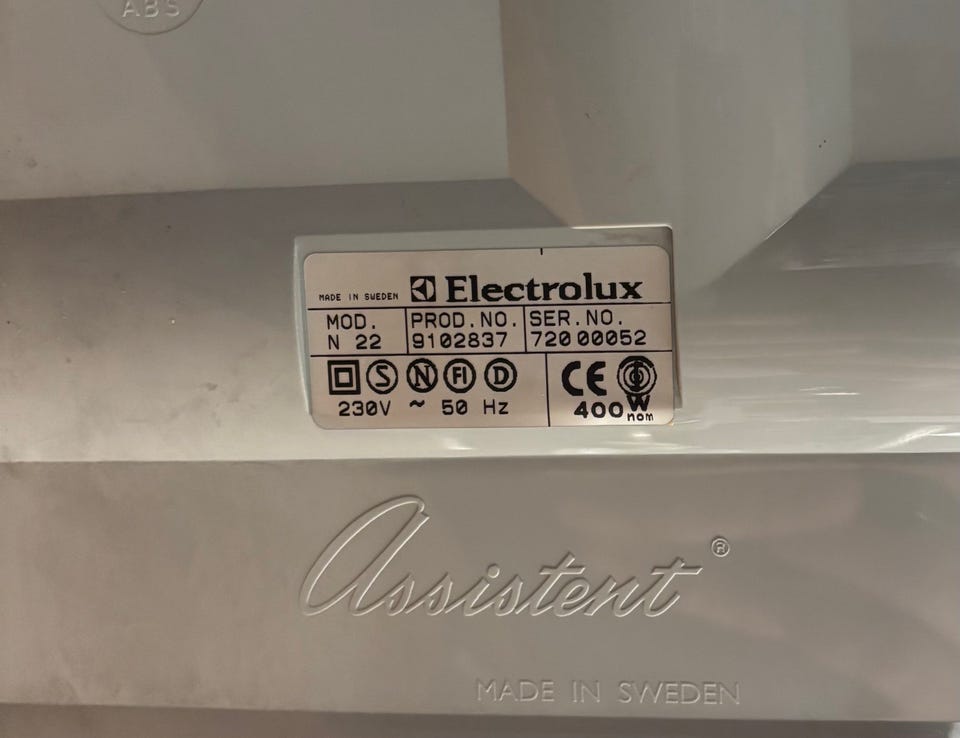 ABS
MADE IN SWEDEN Electrolux
MOD. PROD.NO. SER.NO.
N 22 9102837 720 00052
S N FI D CE
230V ~ 50 Hz 400 W nom
Assistent ®
MADE IN SWEDEN